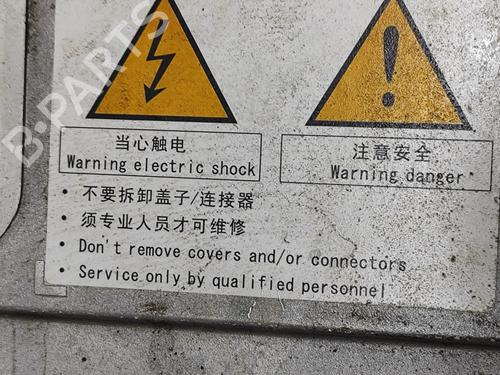 B-PARTS
当心触电
Warning electric shock
注意安全
Warning danger
• 不要拆卸盖子/连接器
• 须专业人员才可维修
• Don't remove covers and/or connectors
• Service only by qualified personnel